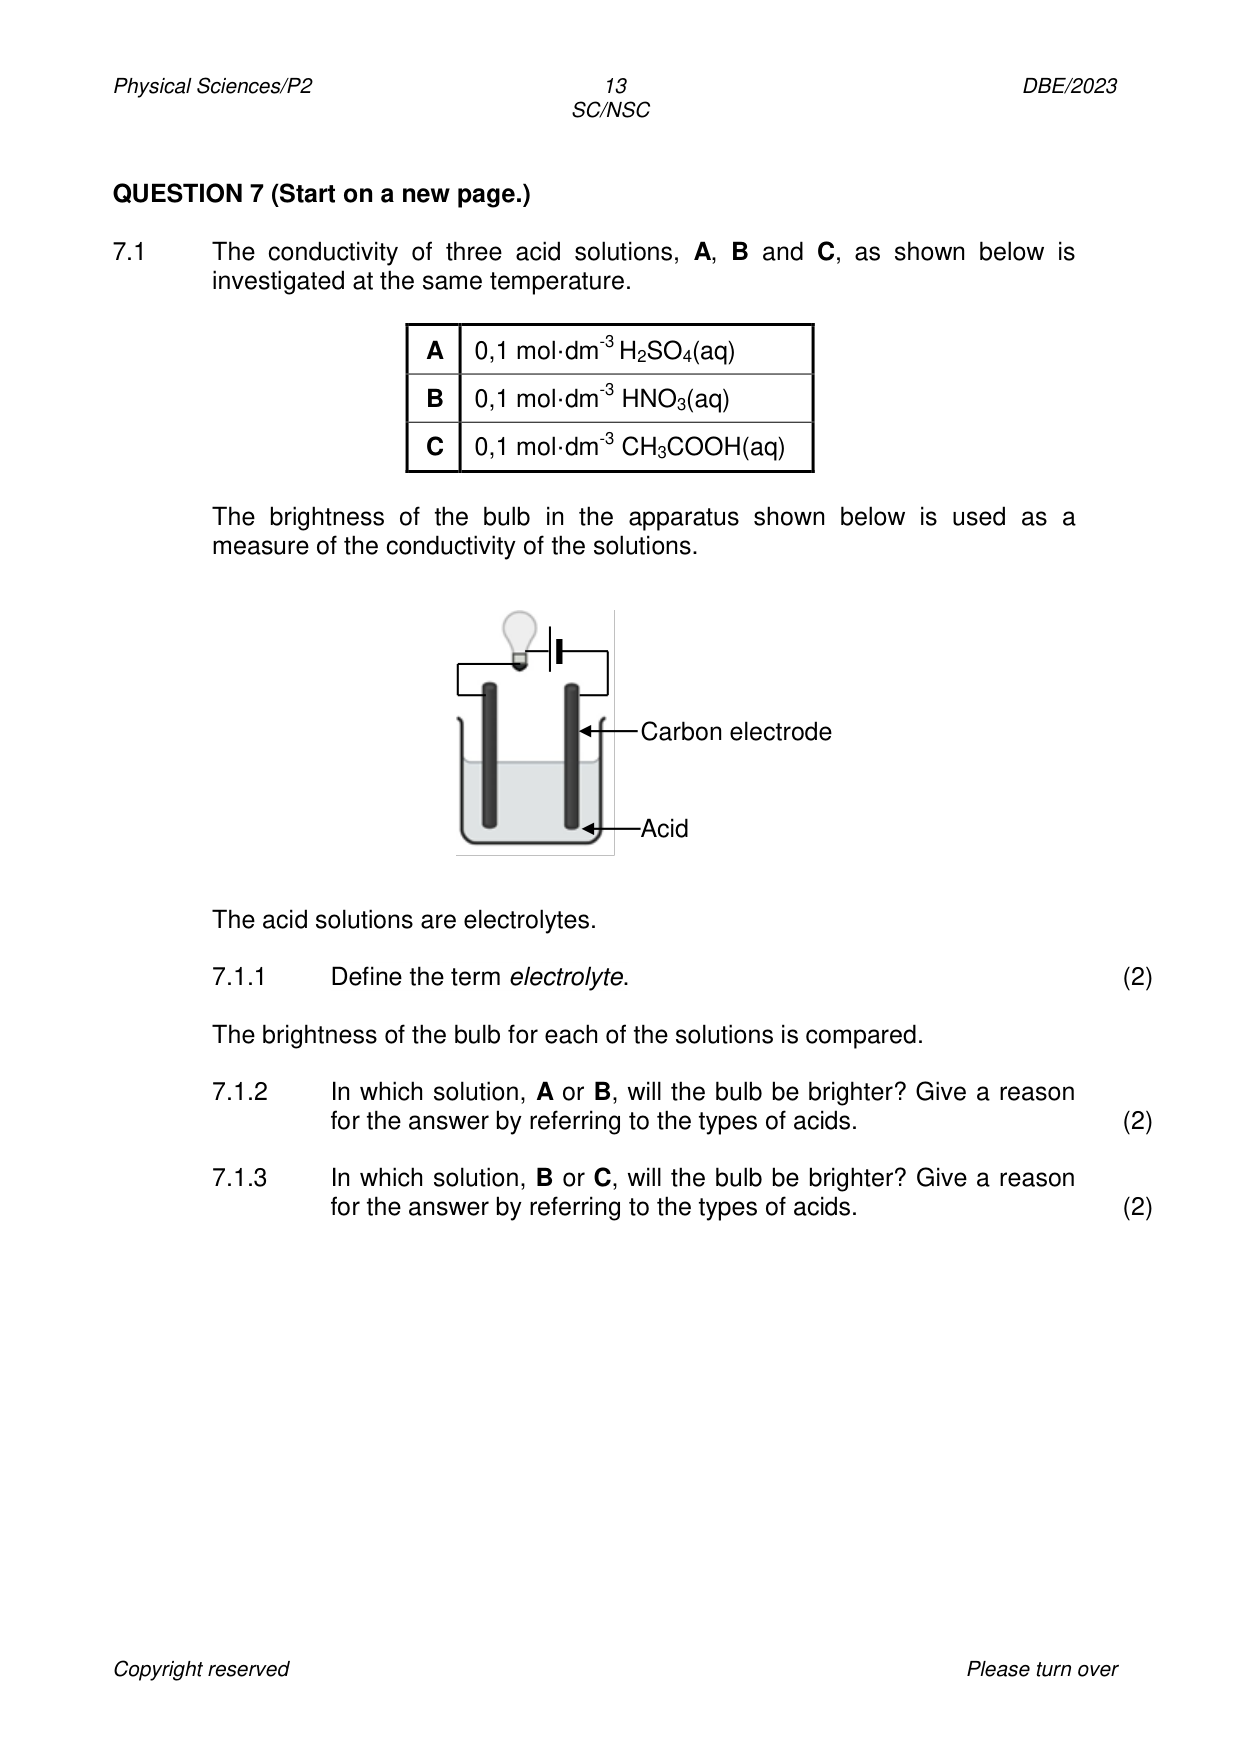 Physical Sciences/P2 13 DBE/2023
SC/NSC
QUESTION 7 (Start on a new page.)
7.1 The conductivity of three acid solutions, A, B and C, as shown below is
investigated at the same temperature.
A 0,1 mol·dm⁻³ H₂SO₄(aq)
B 0,1 mol·dm⁻³ HNO₃(aq)
C 0,1 mol·dm⁻³ CH₃COOH(aq)
The brightness of the bulb in the apparatus shown below is used as a
measure of the conductivity of the solutions.
Carbon electrode
Acid
The acid solutions are electrolytes.
7.1.1 Define the term electrolyte. (2)
The brightness of the bulb for each of the solutions is compared.
7.1.2 In which solution, A or B, will the bulb be brighter? Give a reason
for the answer by referring to the types of acids. (2)
7.1.3 In which solution, B or C, will the bulb be brighter? Give a reason
for the answer by referring to the types of acids. (2)
Copyright reserved Please turn over